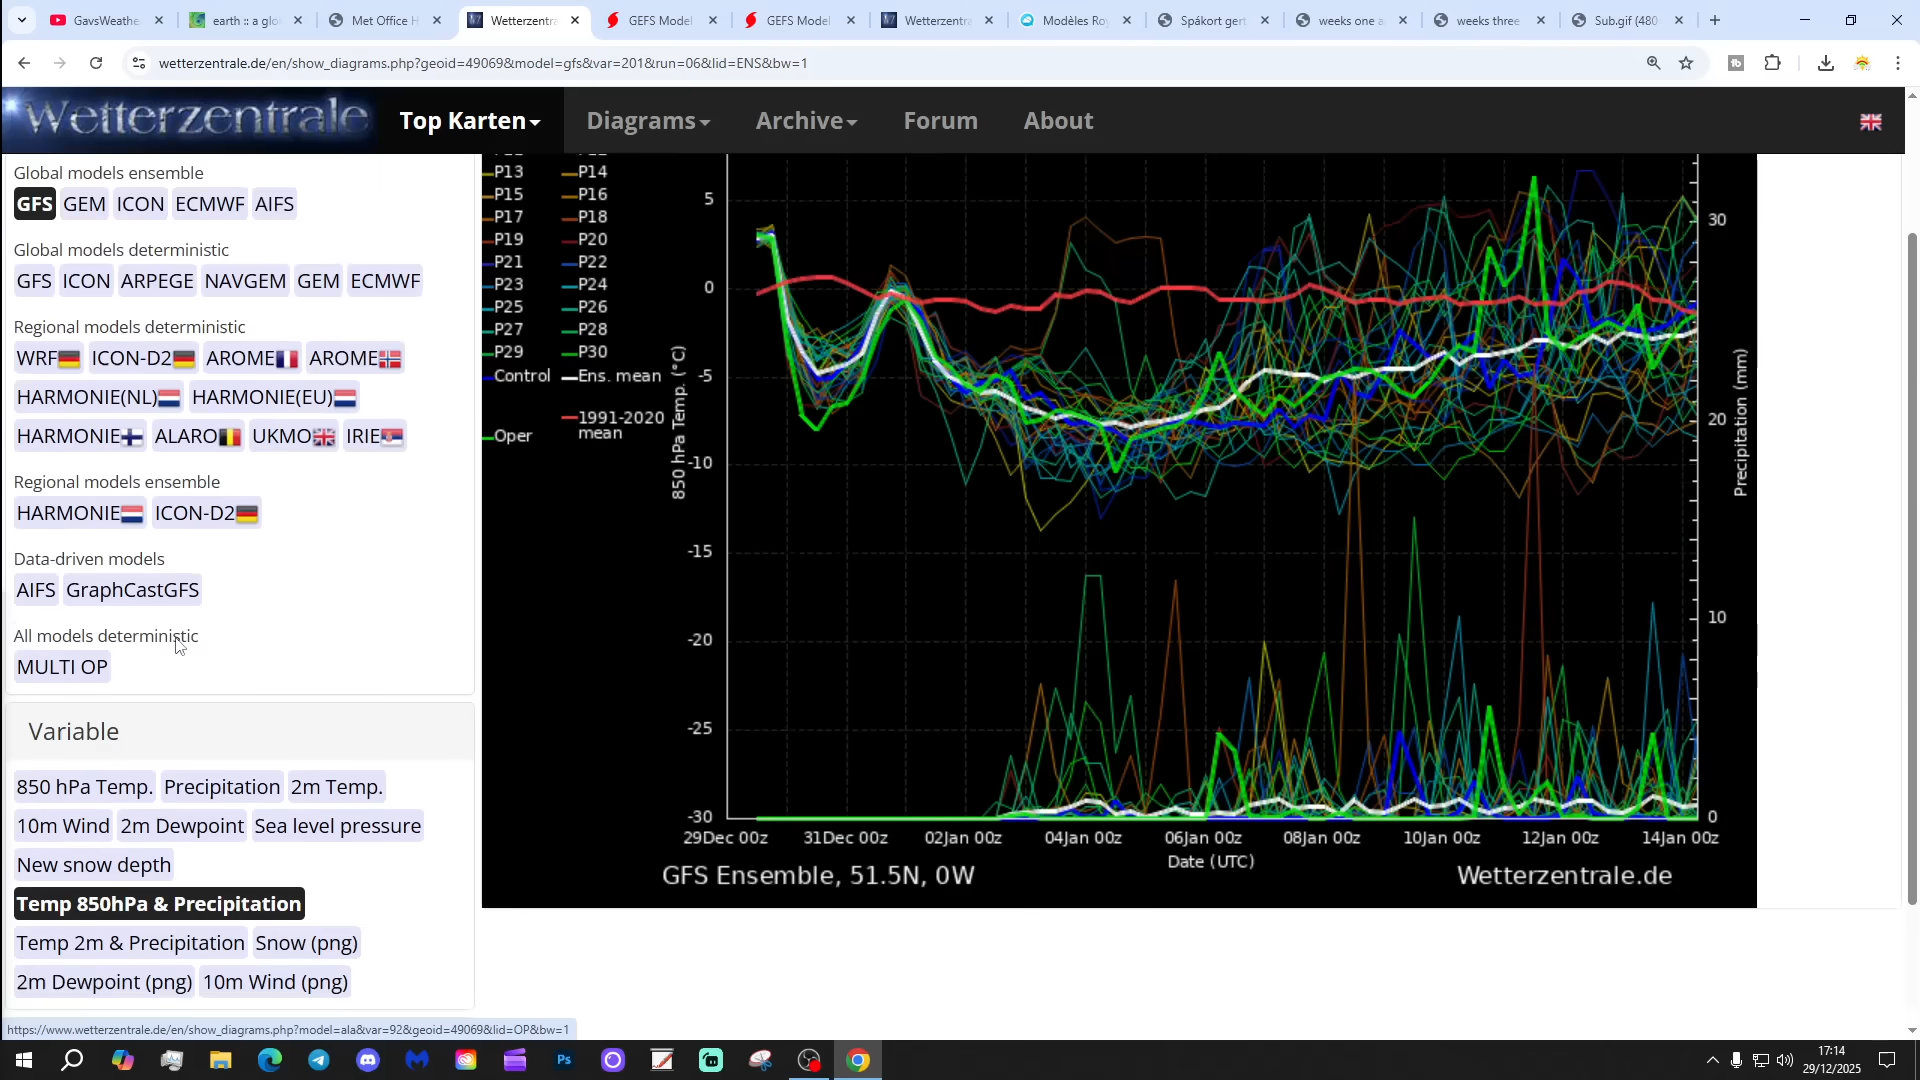 GavsWeathe
earth :: a glo
Met Office H
Wetterzentra
GEFS Model
GEFS Model
Wetterzentra
Modèles Roy
Spákort gert
weeks one a
weeks three
Sub.gif (480
wetterzentrale.de/en/show_diagrams.php?geoid=49069&model=gfs&var=201&run=06&lid=ENS&bw=1
Wetterzentrale
Top Karten
Diagrams
Archive
Forum
About
Global models ensemble
GFS GEM ICON ECMWF AIFS
Global models deterministic
GFS ICON ARPEGE NAVGEM GEM ECMWF
Regional models deterministic
WRF ICON-D2 AROME AROME
HARMONIE(NL) HARMONIE(EU)
HARMONIE ALARO UKMO IRIE
Regional models ensemble
HARMONIE ICON-D2
Data-driven models
AIFS GraphCastGFS
All models deterministic
MULTI OP
Variable
850 hPa Temp. Precipitation 2m Temp.
10m Wind 2m Dewpoint Sea level pressure
New snow depth
Temp 850hPa & Precipitation
Temp 2m & Precipitation Snow (png)
2m Dewpoint (png) 10m Wind (png)
https://www.wetterzentrale.de/en/show_diagrams.php?model=ala&var=92&geoid=49069&lid=OP&bw=1
P13 P14
P15 P16
P17 P18
P19 P20
P21 P22
P23 P24
P25 P26
P27 P28
P29 P30
Control Ens. mean
Oper
1991-2020
mean
850 hPa Temp. (°C)
5
0
-5
-10
-15
-20
-25
-30
30
20
10
0
Precipitation (mm)
29Dec 00z 31Dec 00z 02Jan 00z 04Jan 00z 06Jan 00z 08Jan 00z 10Jan 00z 12Jan 00z 14Jan 00z
Date (UTC)
GFS Ensemble, 51.5N, 0W
Wetterzentrale.de
Ps
17:14
29/12/2025